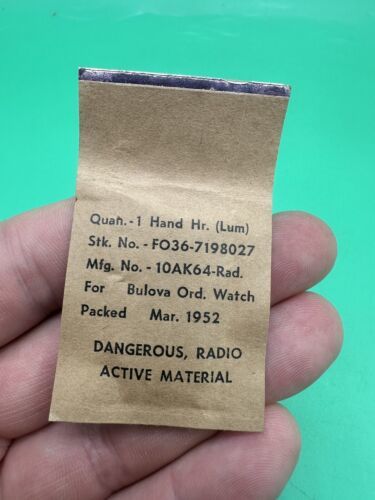 Quan. - 1 Hand Hr. (Lum)
Stk. No. - FO36-7198027
Mfg. No. - 10AK64-Rad.
For Bulova Ord. Watch
Packed Mar. 1952
DANGEROUS, RADIO
ACTIVE MATERIAL